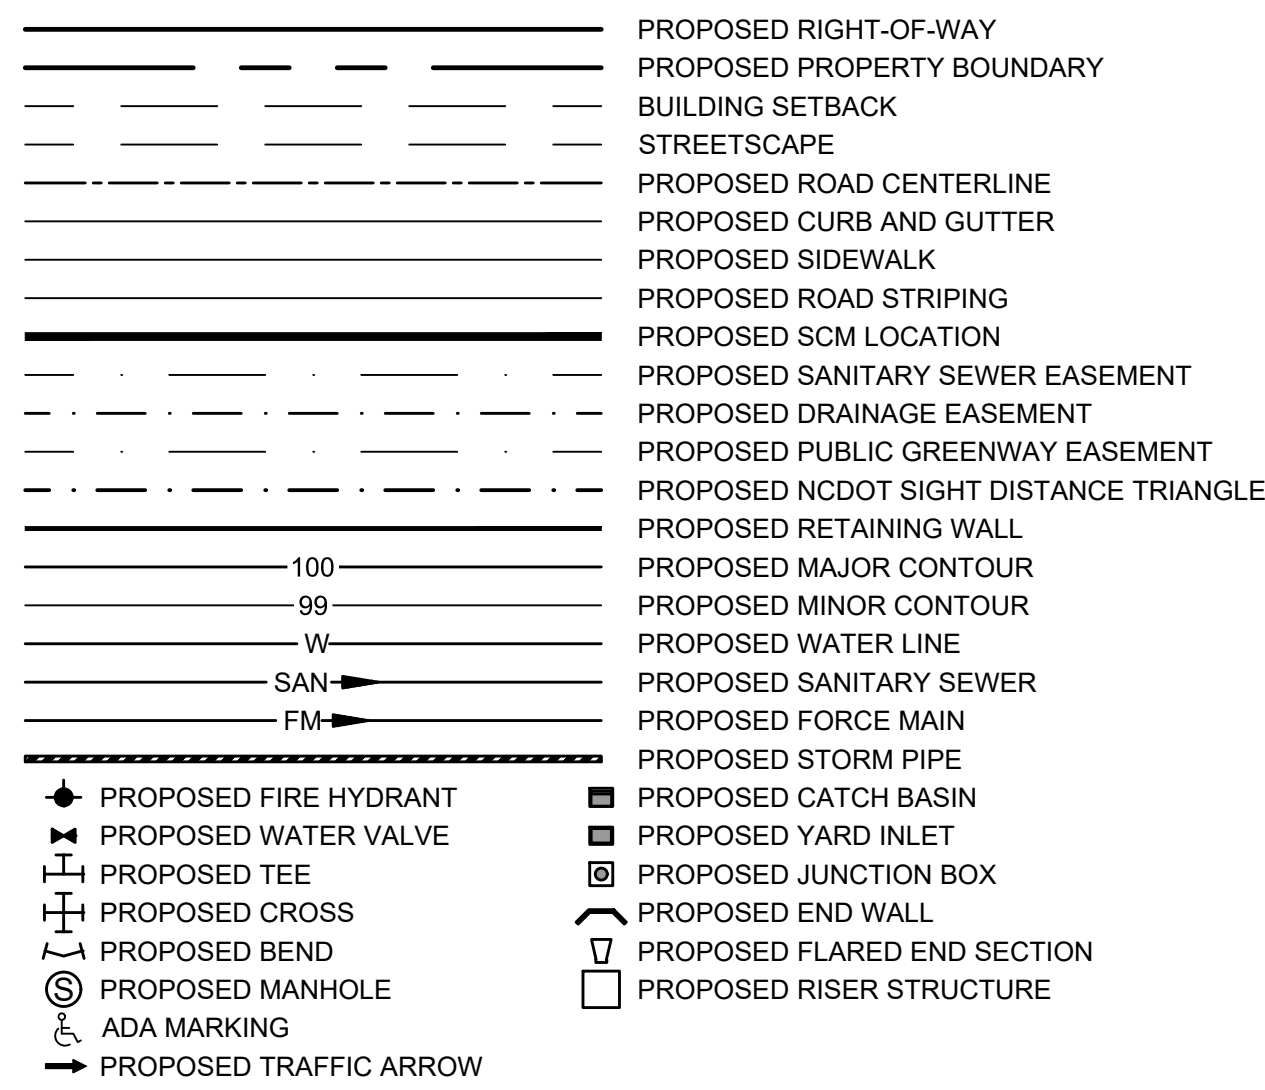 PROPOSED RIGHT-OF-WAY
PROPOSED PROPERTY BOUNDARY
BUILDING SETBACK
STREETSCAPE
PROPOSED ROAD CENTERLINE
PROPOSED CURB AND GUTTER
PROPOSED SIDEWALK
PROPOSED ROAD STRIPING
PROPOSED SCM LOCATION
PROPOSED SANITARY SEWER EASEMENT
PROPOSED DRAINAGE EASEMENT
PROPOSED PUBLIC GREENWAY EASEMENT
PROPOSED NCDOT SIGHT DISTANCE TRIANGLE
PROPOSED RETAINING WALL
100 PROPOSED MAJOR CONTOUR
99 PROPOSED MINOR CONTOUR
W PROPOSED WATER LINE
SAN PROPOSED SANITARY SEWER
FM PROPOSED FORCE MAIN
PROPOSED STORM PIPE
PROPOSED FIRE HYDRANT
PROPOSED WATER VALVE
PROPOSED TEE
PROPOSED CROSS
PROPOSED BEND
S PROPOSED MANHOLE
ADA MARKING
PROPOSED TRAFFIC ARROW
PROPOSED CATCH BASIN
PROPOSED YARD INLET
PROPOSED JUNCTION BOX
PROPOSED END WALL
PROPOSED FLARED END SECTION
PROPOSED RISER STRUCTURE